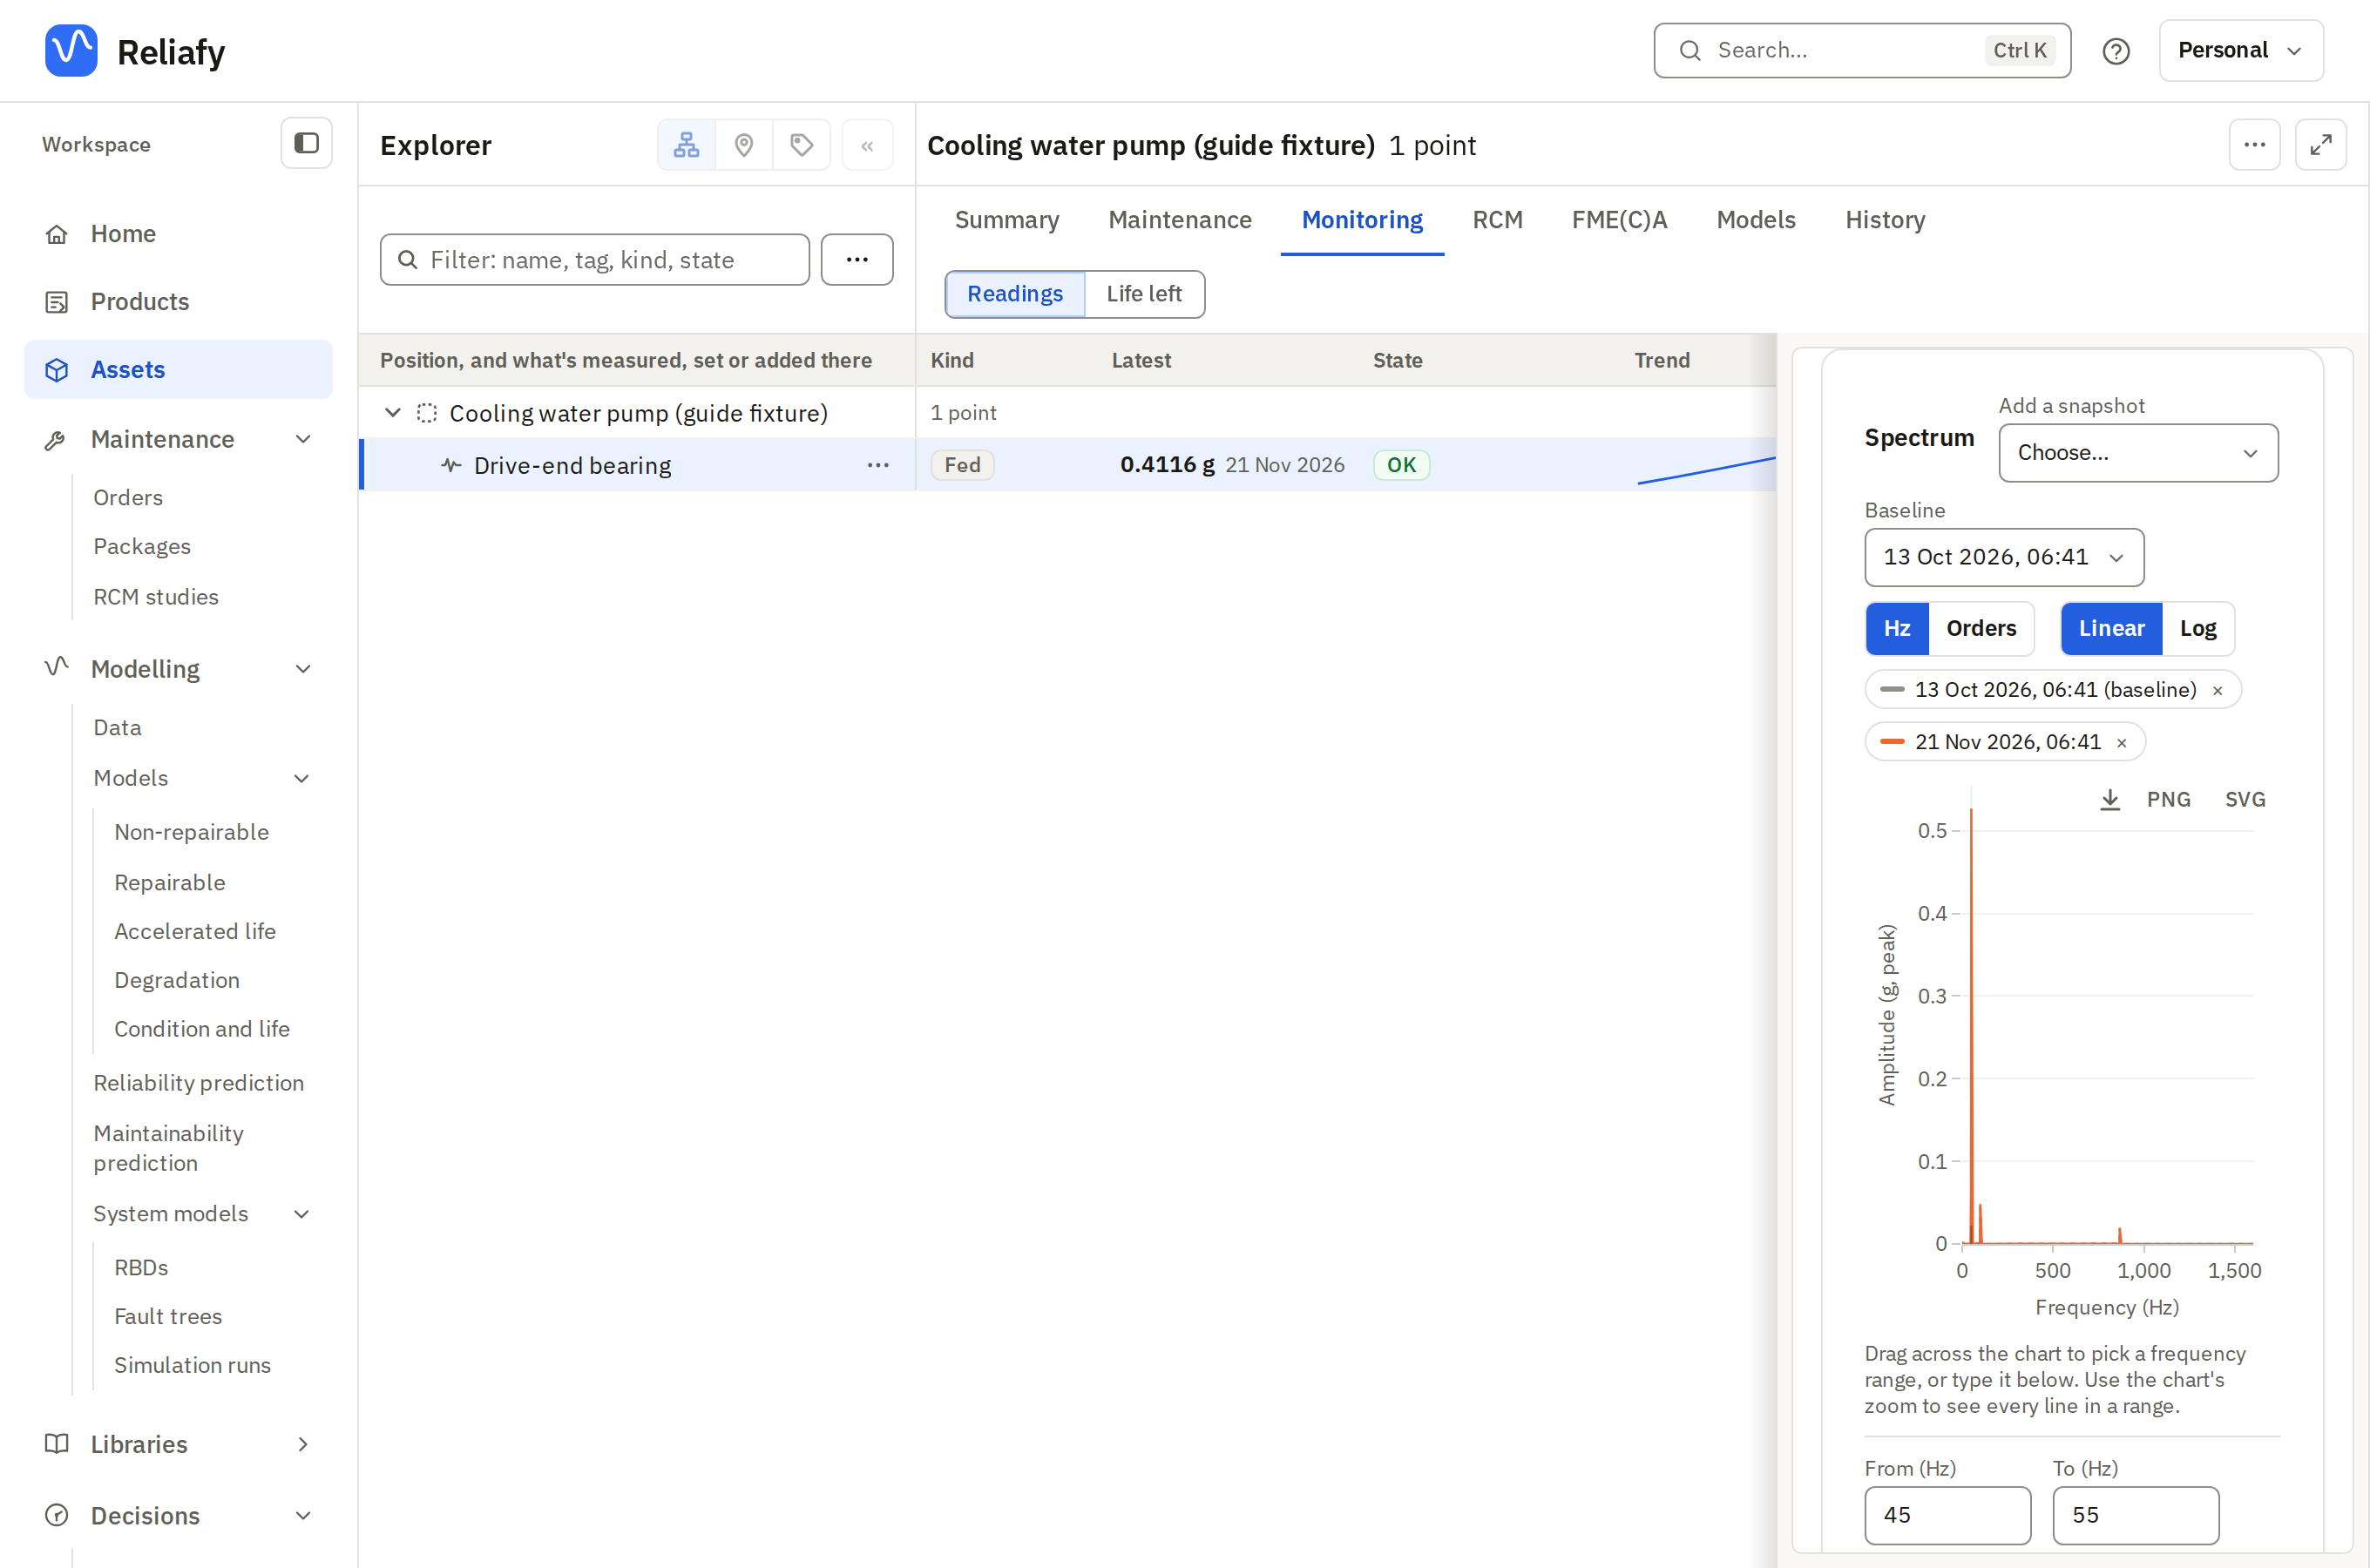 Reliafy
Search...
Ctrl K
Personal
Workspace
Home
Products
Assets
Maintenance
Orders
Packages
RCM studies
Modelling
Data
Models
Non-repairable
Repairable
Accelerated life
Degradation
Condition and life
Reliability prediction
Maintainability
prediction
System models
RBDs
Fault trees
Simulation runs
Libraries
Decisions
Explorer
«
Filter: name, tag, kind, state
Cooling water pump (guide fixture) 1 point
Summary
Maintenance
Monitoring
RCM
FME(C)A
Models
History
Readings
Life left
Position, and what's measured, set or added there
Kind
Latest
State
Trend
Cooling water pump (guide fixture)
1 point
Drive-end bearing
Fed
0.4116 g 21 Nov 2026
OK
Spectrum
Add a snapshot
Choose...
Baseline
13 Oct 2026, 06:41
Hz
Orders
Linear
Log
13 Oct 2026, 06:41 (baseline) ×
21 Nov 2026, 06:41 ×
PNG
SVG
Amplitude (g, peak)
0.5
0.4
0.3
0.2
0.1
0
0
500
1,000
1,500
Frequency (Hz)
Drag across the chart to pick a frequency
range, or type it below. Use the chart's
zoom to see every line in a range.
From (Hz)
To (Hz)
45
55